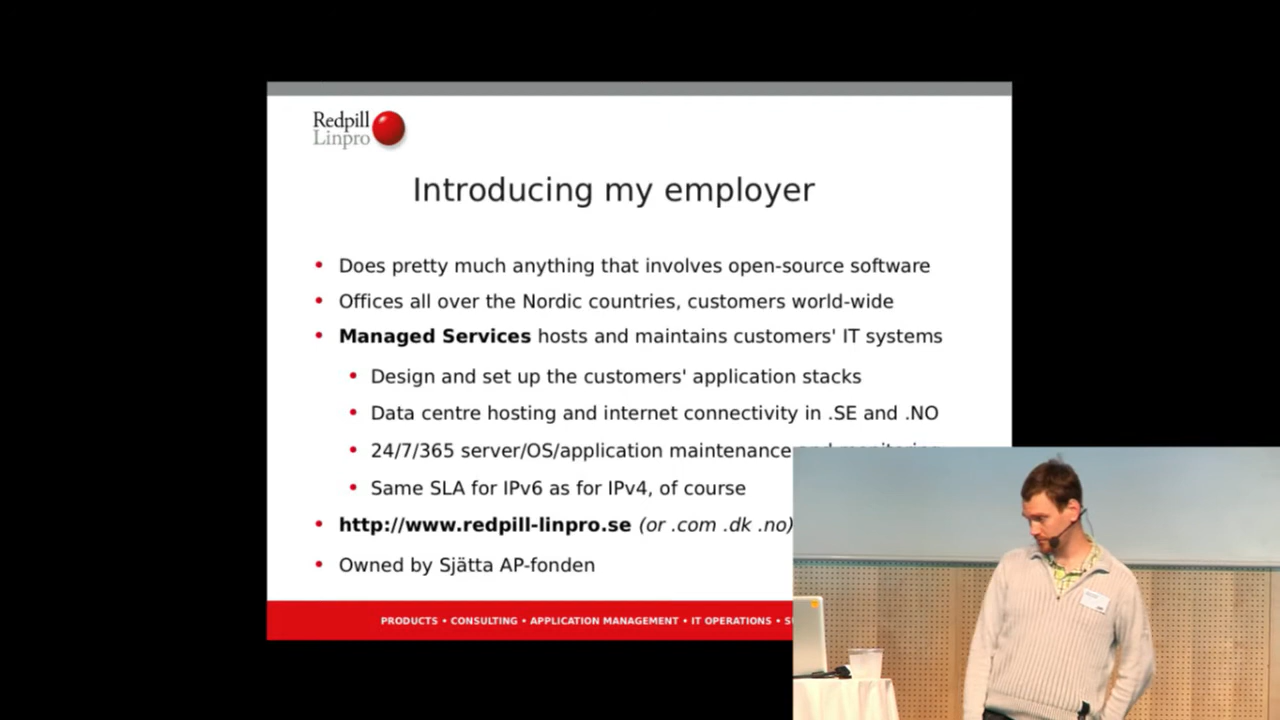 Redpill
Linpro
Introducing my employer
• Does pretty much anything that involves open-source software
• Offices all over the Nordic countries, customers world-wide
• Managed Services hosts and maintains customers' IT systems
• Design and set up the customers' application stacks
• Data centre hosting and internet connectivity in .SE and .NO
• 24/7/365 server/OS/application maintenance and monitoring
• Same SLA for IPv6 as for IPv4, of course
• http://www.redpill-linpro.se (or .com .dk .no)
• Owned by Sjätta AP-fonden
PRODUCTS • CONSULTING • APPLICATION MANAGEMENT • IT OPERATIONS •